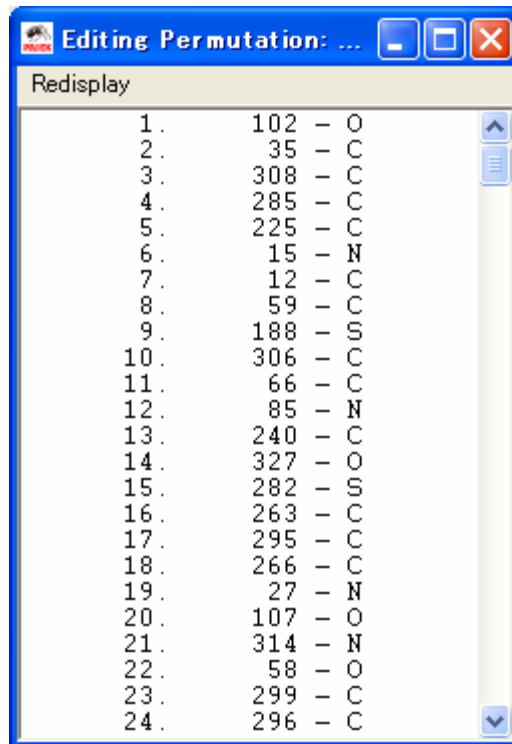 Editing Permutation: ...
Redisplay
1. 102 – O
2. 35 – C
3. 308 – C
4. 285 – C
5. 225 – C
6. 15 – N
7. 12 – C
8. 59 – C
9. 188 – S
10. 306 – C
11. 66 – C
12. 85 – N
13. 240 – C
14. 327 – O
15. 282 – S
16. 263 – C
17. 295 – C
18. 266 – C
19. 27 – N
20. 107 – O
21. 314 – N
22. 58 – O
23. 299 – C
24. 296 – C